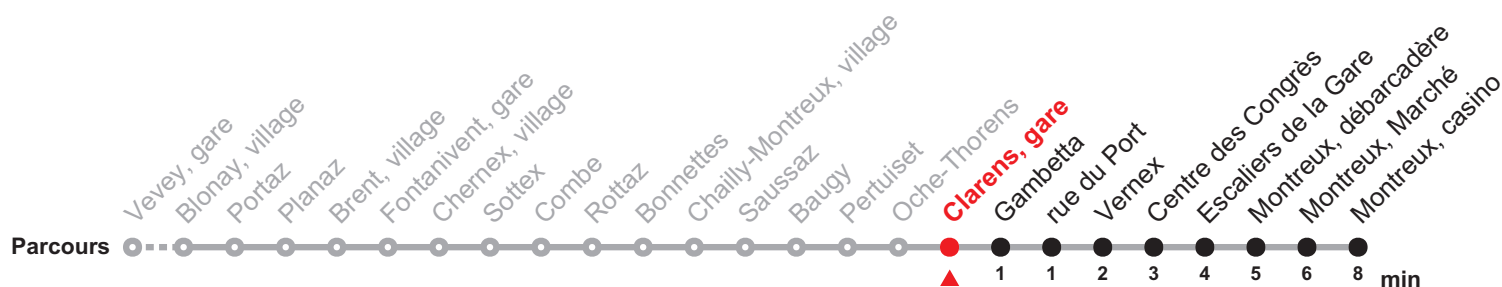 Vevey, gare
Blonay, village
Portaz
Planaz
Brent, village
Fontanivent, gare
Chernex, village
Sottex
Combe
Rottaz
Bonnettes
Chailly-Montreux, village
Saussaz
Baugy
Pertuiset
Oche-Thorens
Clarens, gare
Gambetta
rue du Port
Vernex
Centre des Congrès
Escaliers de la Gare
Montreux, débarcadère
Montreux, Marché
Montreux, casino
Parcours
1 1 2 3 4 5 6 8 min